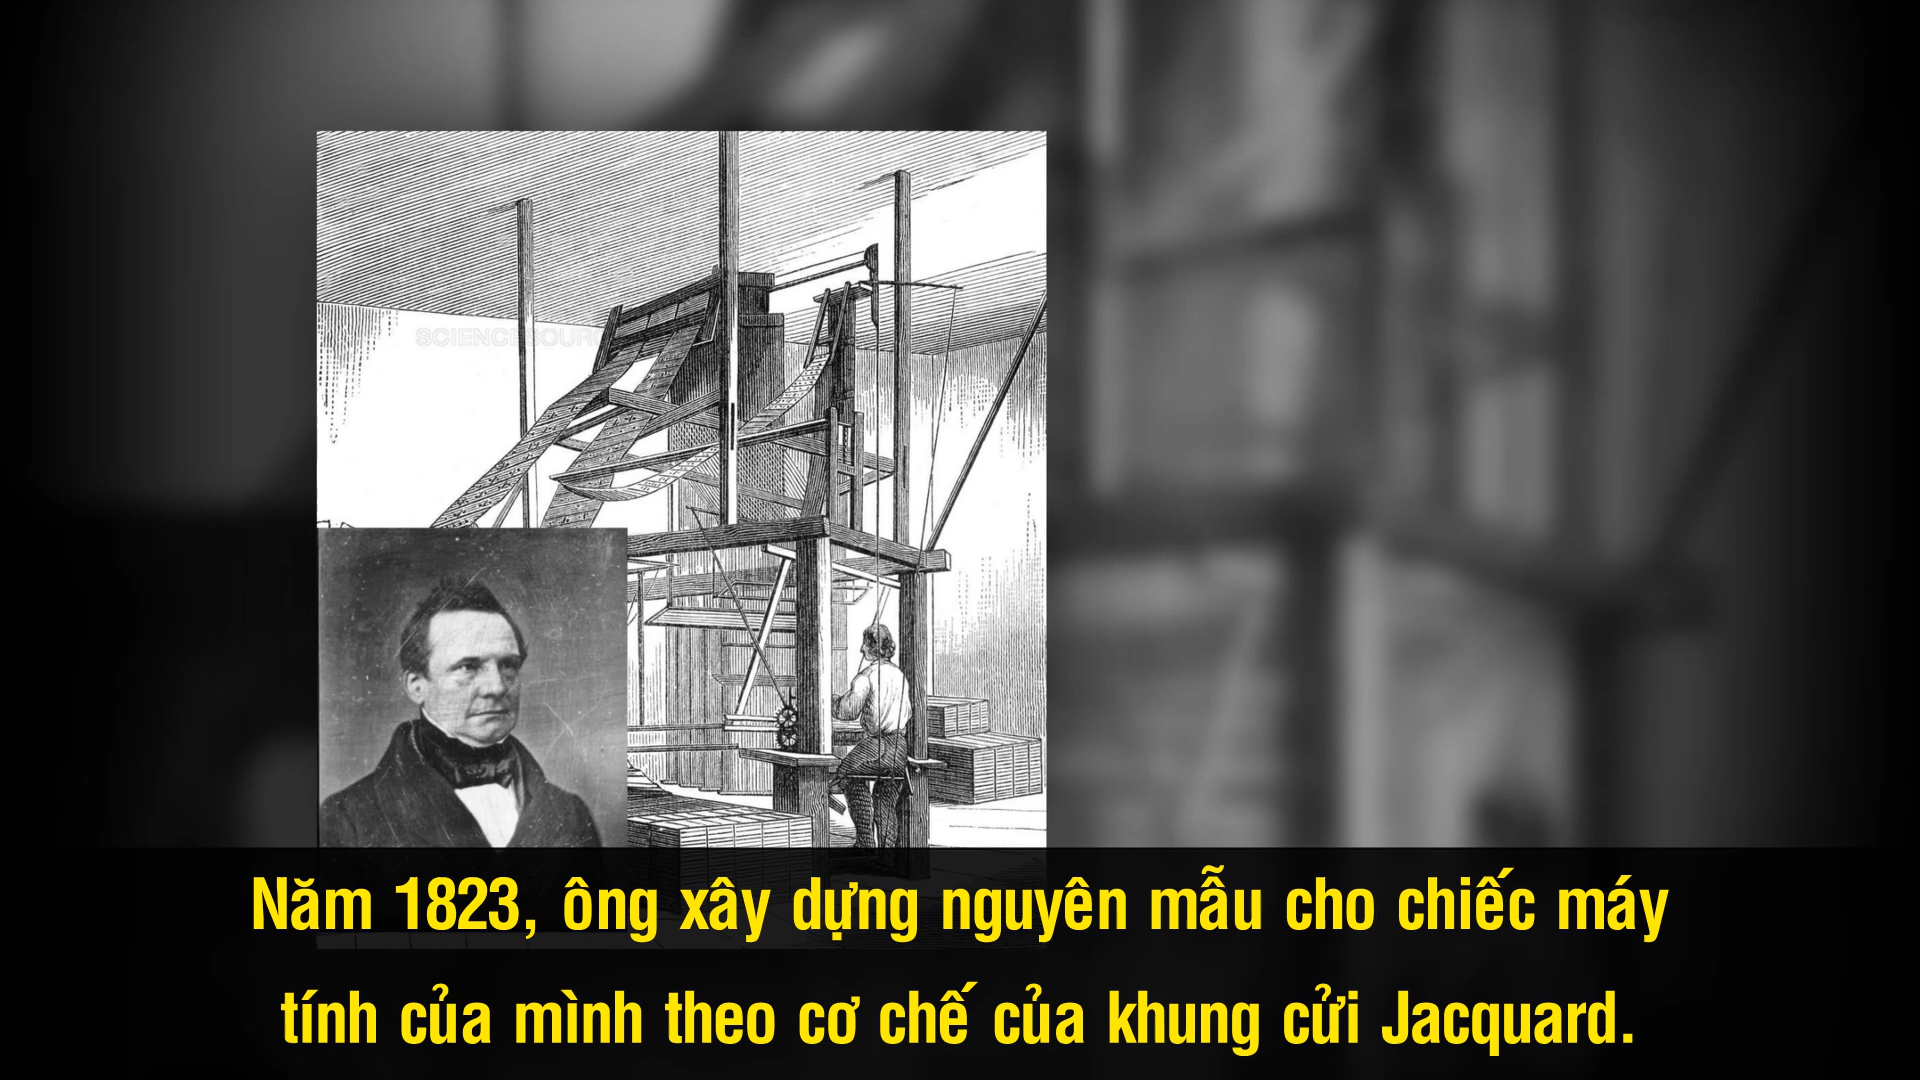 SCIENCESOUR
Năm 1823, ông xây dựng nguyên mẫu cho chiếc máy
tính của mình theo cơ chế của khung cửi Jacquard.